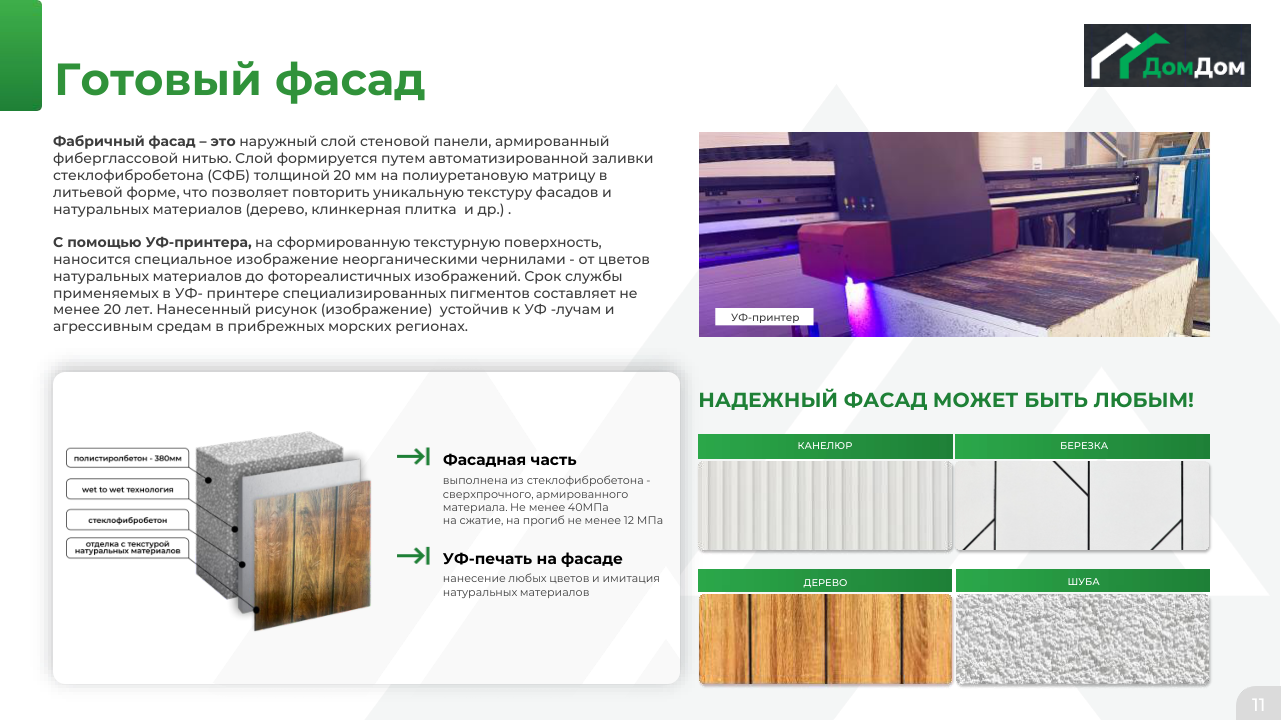 ДомДом
Готовый фасад
Фабричный фасад – это наружный слой стеновой панели, армированный
фиберглассовой нитью. Слой формируется путем автоматизированной заливки
стеклофибробетона (СФБ) толщиной 20 мм на полиуретановую матрицу в
литьевой форме, что позволяет повторить уникальную текстуру фасадов и
натуральных материалов (дерево, клинкерная плитка  и др.) .
С помощью УФ-принтера, на сформированную текстурную поверхность,
наносится специальное изображение неорганическими чернилами - от цветов
натуральных материалов до фотореалистичных изображений. Срок службы
применяемых в УФ- принтере специализированных пигментов составляет не
менее 20 лет. Нанесенный рисунок (изображение)  устойчив к УФ -лучам и
агрессивным средам в прибрежных морских регионах.
УФ-принтер
полистиролбетон - 380мм
wet to wet технология
стеклофибробетон
отделка с текстурой
натуральных материалов
Фасадная часть
выполнена из стеклофибробетона -
сверхпрочного, армированного
материала. Не менее 40МПа
на сжатие, на прогиб не менее 12 МПа
УФ-печать на фасаде
нанесение любых цветов и имитация
натуральных материалов
НАДЕЖНЫЙ ФАСАД МОЖЕТ БЫТЬ ЛЮБЫМ!
КАНЕЛЮР
БЕРЕЗКА
ДЕРЕВО
ШУБА
11